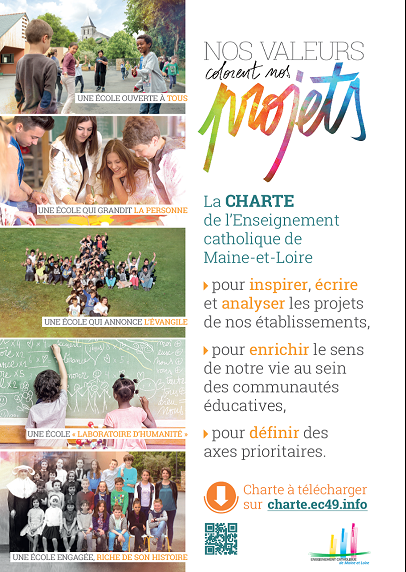 NOS VALEURS
colorent nos
projets
UNE ÉCOLE OUVERTE À TOUS
UNE ÉCOLE QUI GRANDIT LA PERSONNE
UNE ÉCOLE QUI ANNONCE L'ÉVANGILE
UNE ÉCOLE « LABORATOIRE D'HUMANITÉ »
UNE ÉCOLE ENGAGÉE, RICHE DE SON HISTOIRE
La CHARTE
de l'Enseignement
catholique de
Maine-et-Loire
pour inspirer, écrire
et analyser les projets
de nos établissements,
pour enrichir le sens
de notre vie au sein
des communautés
éducatives,
pour définir des
axes prioritaires.
Charte à télécharger
sur charte.ec49.info
ENSEIGNEMENT CATHOLIQUE
de Maine et Loire